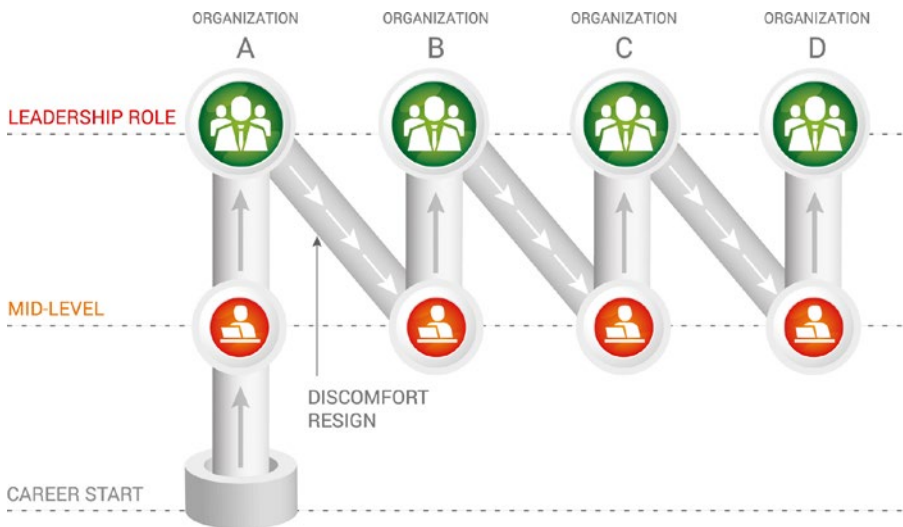 ORGANIZATION
A
ORGANIZATION
B
ORGANIZATION
C
ORGANIZATION
D
LEADERSHIP ROLE
MID-LEVEL
DISCOMFORT
RESIGN
CAREER START